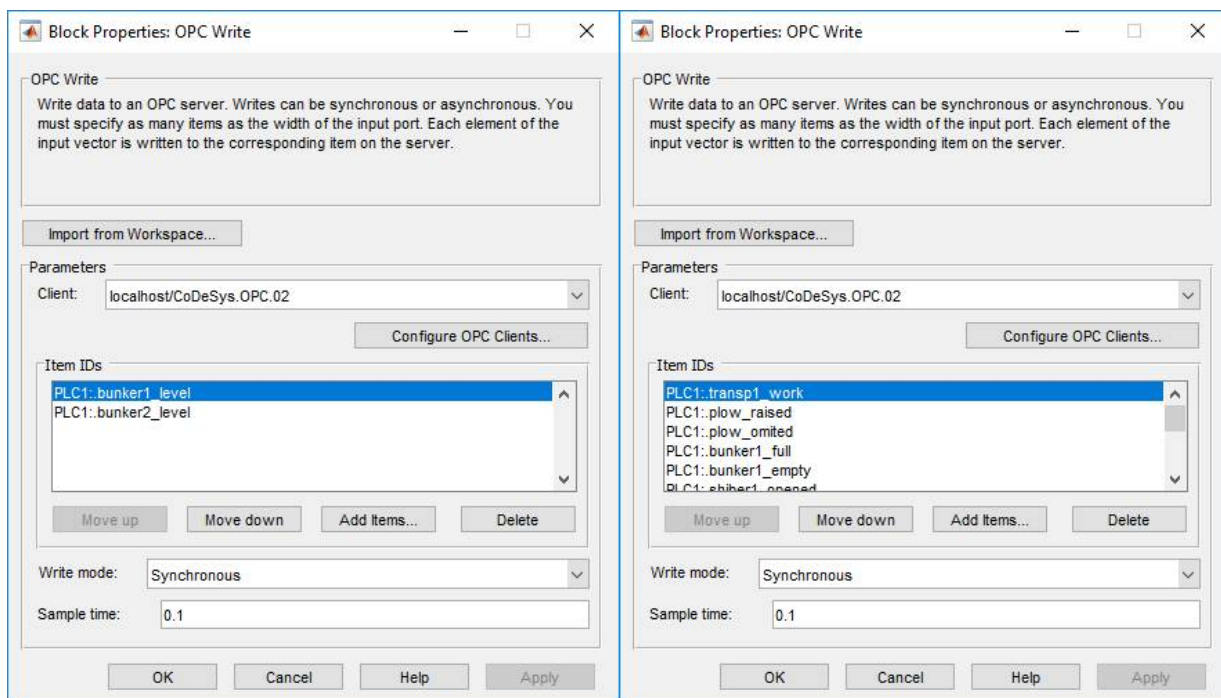 Block Properties: OPC Write
OPC Write
Write data to an OPC server. Writes can be synchronous or asynchronous. You
must specify as many items as the width of the input port. Each element of the
input vector is written to the corresponding item on the server.
Import from Workspace...
Parameters
Client: localhost/CoDeSys.OPC.02
Configure OPC Clients...
Item IDs
PLC1:.bunker1_level
PLC1:.bunker2_level
Move up Move down Add Items... Delete
Write mode: Synchronous
Sample time: 0.1
OK Cancel Help Apply
Block Properties: OPC Write
OPC Write
Write data to an OPC server. Writes can be synchronous or asynchronous. You
must specify as many items as the width of the input port. Each element of the
input vector is written to the corresponding item on the server.
Import from Workspace...
Parameters
Client: localhost/CoDeSys.OPC.02
Configure OPC Clients...
Item IDs
PLC1:.transp1_work
PLC1:.plow_raised
PLC1:.plow_omited
PLC1:.bunker1_full
PLC1:.bunker1_empty
PLC1:.shiber1_opened
Move up Move down Add Items... Delete
Write mode: Synchronous
Sample time: 0.1
OK Cancel Help Apply